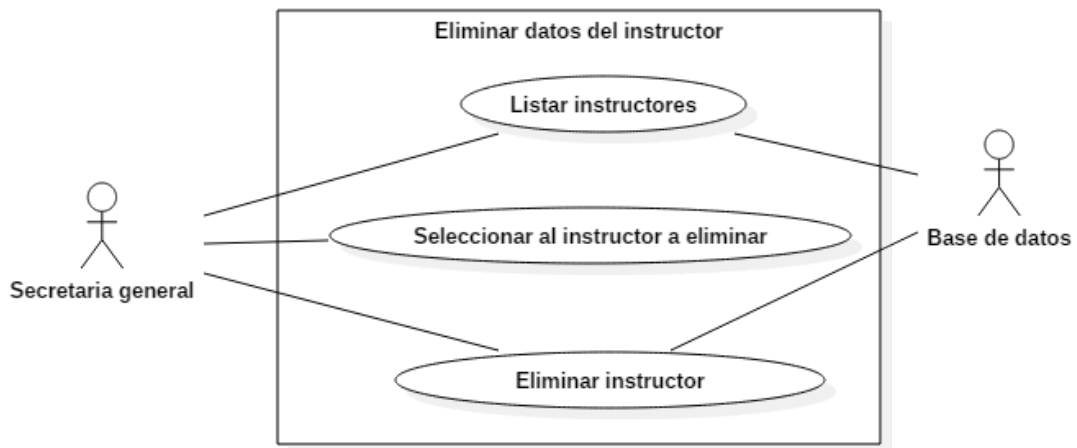 Eliminar datos del instructor
Listar instructores
Seleccionar al instructor a eliminar
Base de datos
Secretaria general
Eliminar instructor